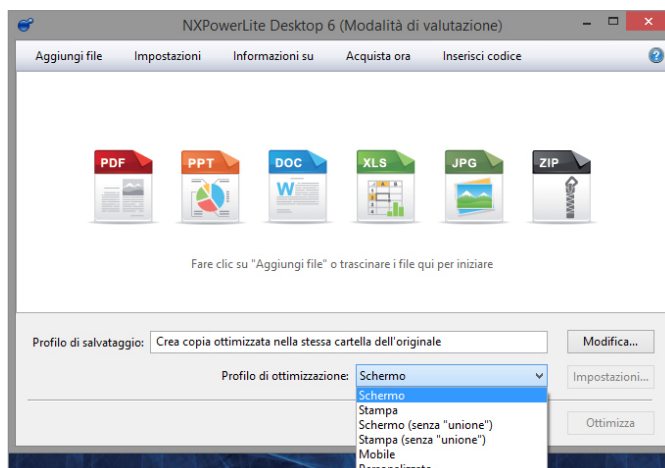 NXPowerLite Desktop 6 (Modalità di valutazione)
Aggiungi file Impostazioni Informazioni su Acquista ora Inserisci codice ?
PDF PPT DOC XLS JPG ZIP
W
Fare clic su "Aggiungi file" o trascinare i file qui per iniziare
Profilo di salvataggio: Crea copia ottimizzata nella stessa cartella dell'originale Modifica...
Profilo di ottimizzazione: Schermo Impostazioni...
Schermo
Stampa
Schermo (senza "unione") Ottimizza
Stampa (senza "unione")
Mobile
Personalizzato